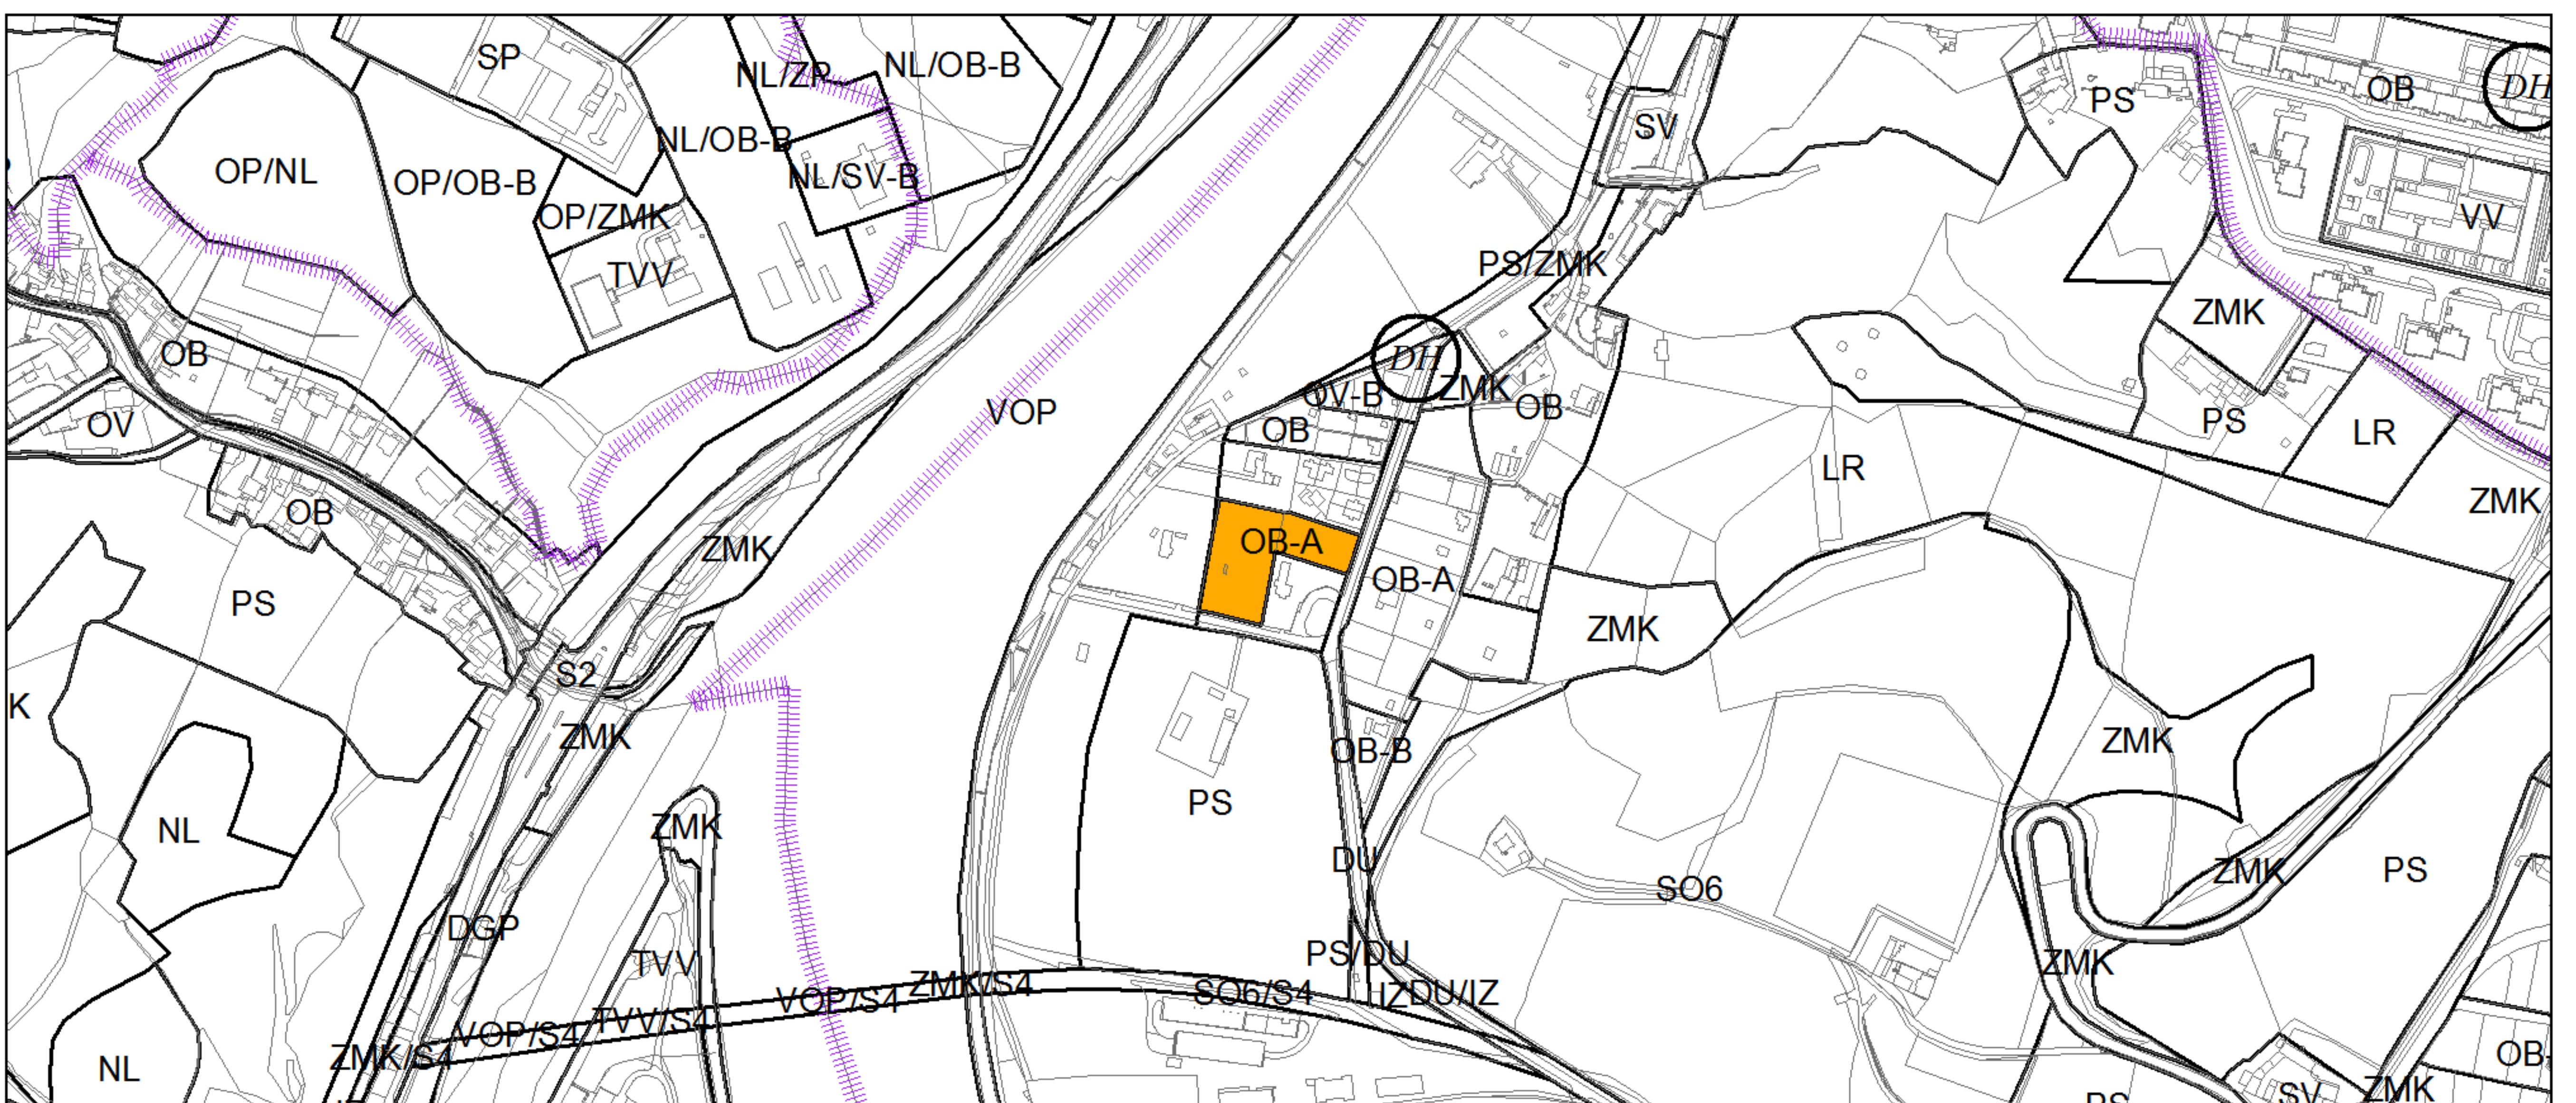 SP
NL/ZP
NL/OB-B
PS
OB
DH
SV
NL/OB-B
OP/NL
OP/OB-B
NL/SV-B
OP/ZMK
VV
TVV
PS/ZMK
ZMK
OB
DH
OV-B
ZMK
OB
VOP
OV
OB
PS
LR
LR
ZMK
OB
OB-A
ZMK
OB-A
PS
ZMK
S2
K
ZMK
ZMK
OB-B
PS
NL
ZMK
DU
ZMK
PS
SO6
DGP
PS/DU
TVV
ZMK
ZMK/S4
SO6/S4
IZ
DU/IZ
VOP/S4
TVV/S4
VOP/S4
ZMK/S4
NL
OB-
SV
ZMK
PS